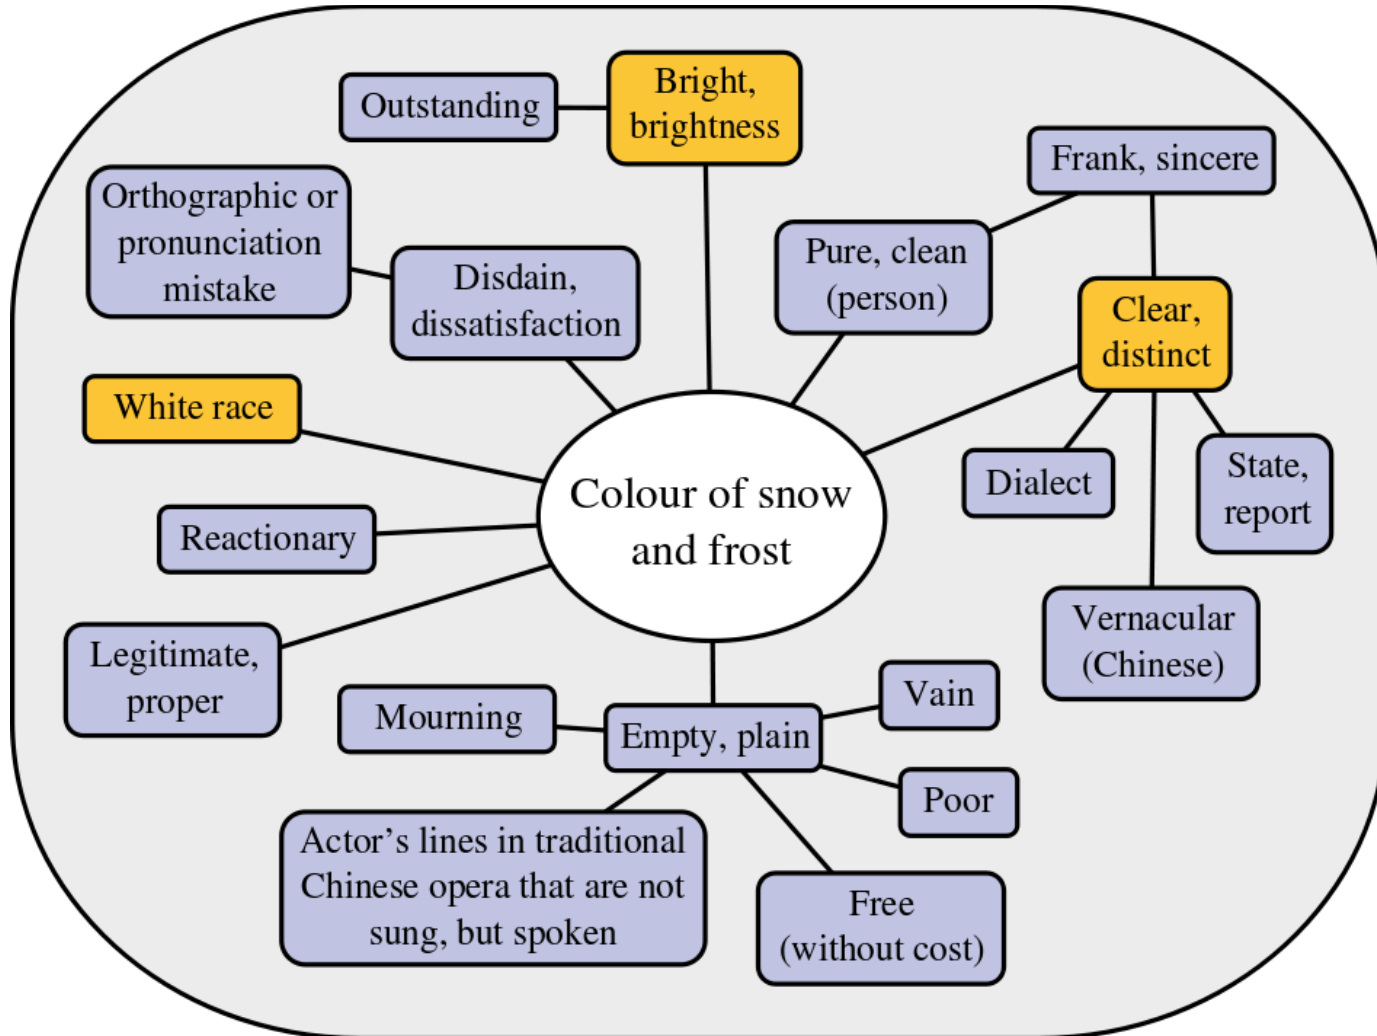 Bright,
brightness
Outstanding
Frank, sincere
Orthographic or
pronunciation
mistake
Pure, clean
(person)
Disdain,
dissatisfaction
Clear,
distinct
White race
Dialect
State,
report
Colour of snow
and frost
Reactionary
Vernacular
(Chinese)
Legitimate,
proper
Mourning
Empty, plain
Vain
Poor
Actor’s lines in traditional
Chinese opera that are not
sung, but spoken
Free
(without cost)